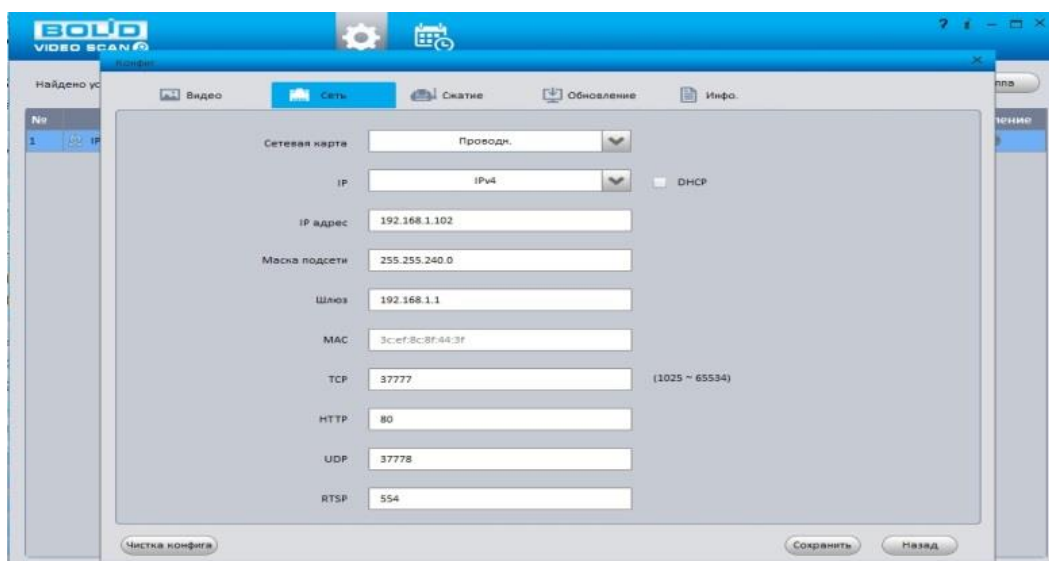 BOLID
VIDEO SCAN
? i
Конфиг
Найдено ус
ппа
Видео
Сеть
Сжатие
Обновление
Инфо.
№
1
IP
Сетевая карта
Проводн.
IP
IPv4
DHCP
IP адрес
192.168.1.102
Маска подсети
255.255.240.0
Шлюз
192.168.1.1
MAC
3c:ef:8c:8f:44:3f
TCP
37777
(1025 ~ 65534)
HTTP
80
UDP
37778
RTSP
554
Чистка конфига
Сохранить
Назад